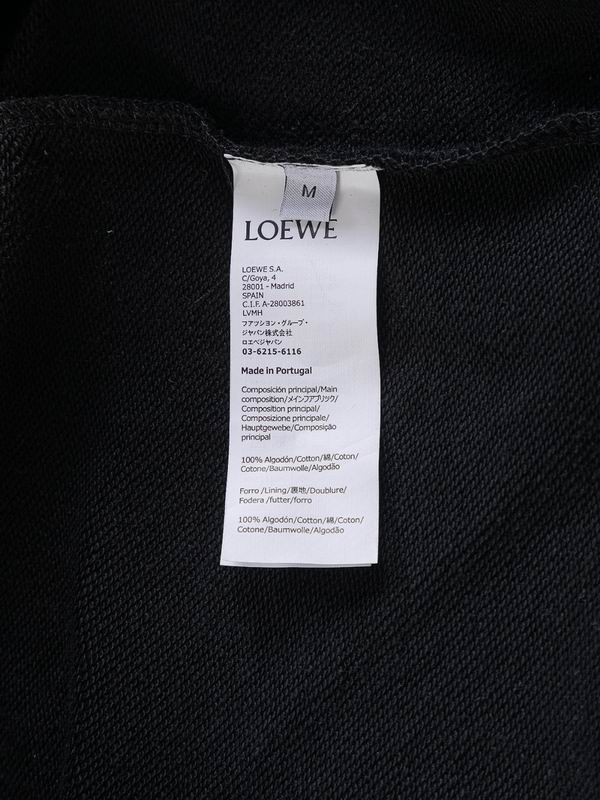 M
LOEWE
LOEWE S.A.
C/Goya, 4
28001 - Madrid
SPAIN
C.I.F. A-28003861
LVMH
フアッション・グループ・
ジャパン株式会社
ロエベジャパン
03-6215-6116
Made in Portugal
Composición principal/Main
composition/メインファブリック/
Composition principal/
Composizione principale/
Hauptgewebe/Composição
principal
100% Algodón/Cotton/綿/Coton/
Cotone/Baumwolle/Algodão
Forro /Lining/裏地/Doublure/
Fodera /futter/forro
100% Algodón/Cotton/綿/Coton/
Cotone/Baumwolle/Algodão